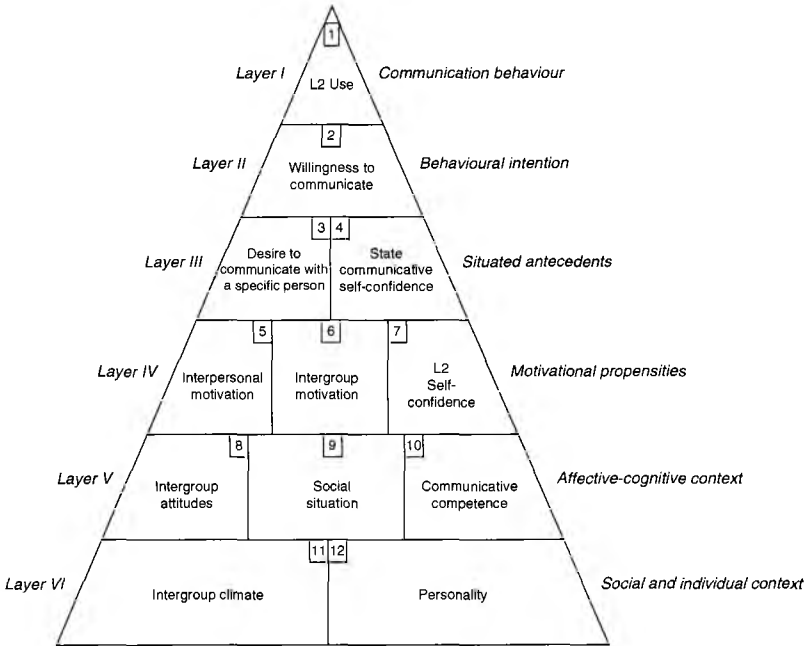 1
Layer I
Communication behaviour
L2 Use
2
Layer II
Behavioural intention
Willingness to
communicate
3 4
Layer III
Situated antecedents
Desire to
communicate with
a specific person
State
communicative
self-confidence
5 6 7
Layer IV
Motivational propensities
Interpersonal
motivation
Intergroup
motivation
L2
Self-
confidence
8 9 10
Layer V
Affective-cognitive context
Intergroup
attitudes
Social
situation
Communicative
competence
11 12
Layer VI
Social and individual context
Intergroup climate
Personality